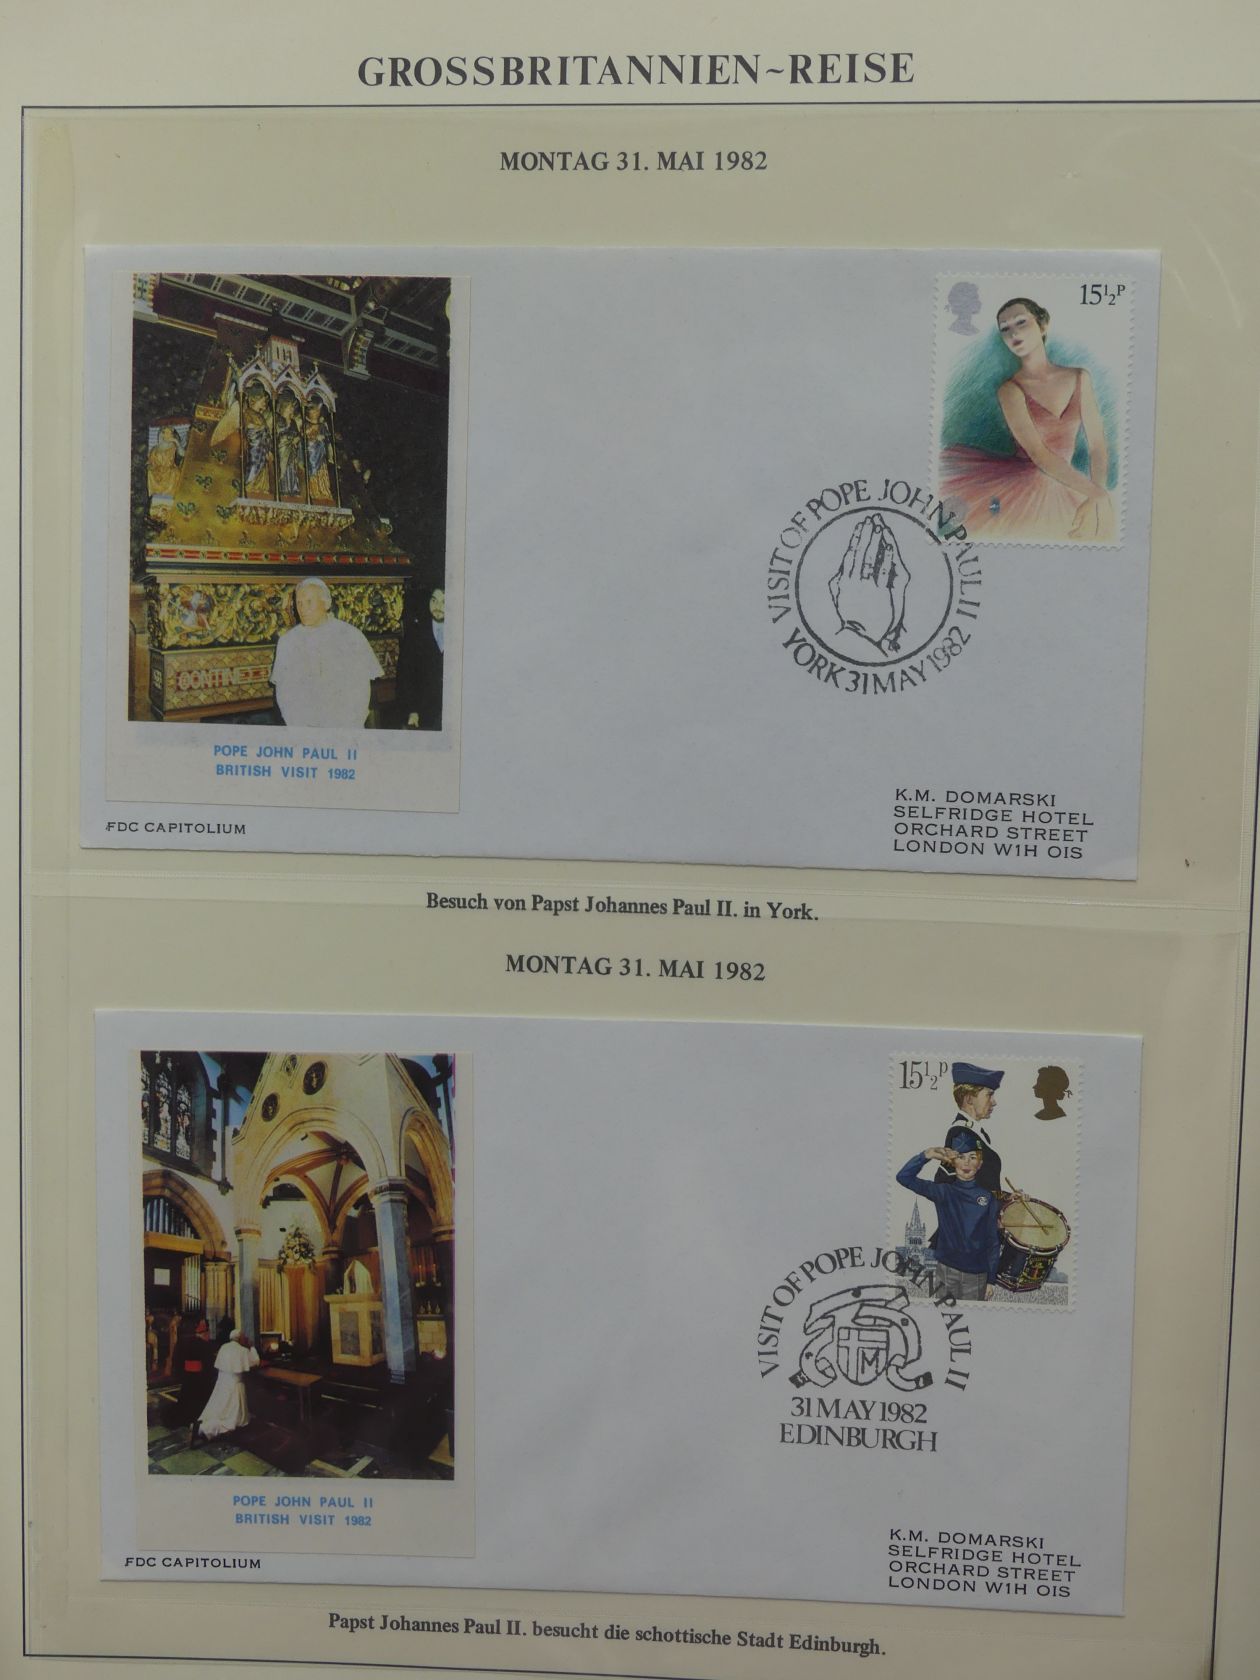 GROSSBRITANNIEN~REISE
MONTAG 31. MAI 1982
15½P
VISIT OF POPE JOHN PAUL II
YORK 31 MAY 1982
POPE JOHN PAUL II
BRITISH VISIT 1982
FDC CAPITOLIUM
K.M. DOMARSKI
SELFRIDGE HOTEL
ORCHARD STREET
LONDON W1H OIS
Besuch von Papst Johannes Paul II. in York.
MONTAG 31. MAI 1982
15½P
VISIT OF POPE JOHN PAUL II
M
31 MAY 1982
EDINBURGH
POPE JOHN PAUL II
BRITISH VISIT 1982
FDC CAPITOLIUM
K.M. DOMARSKI
SELFRIDGE HOTEL
ORCHARD STREET
LONDON W1H OIS
Papst Johannes Paul II. besucht die schottische Stadt Edinburgh.